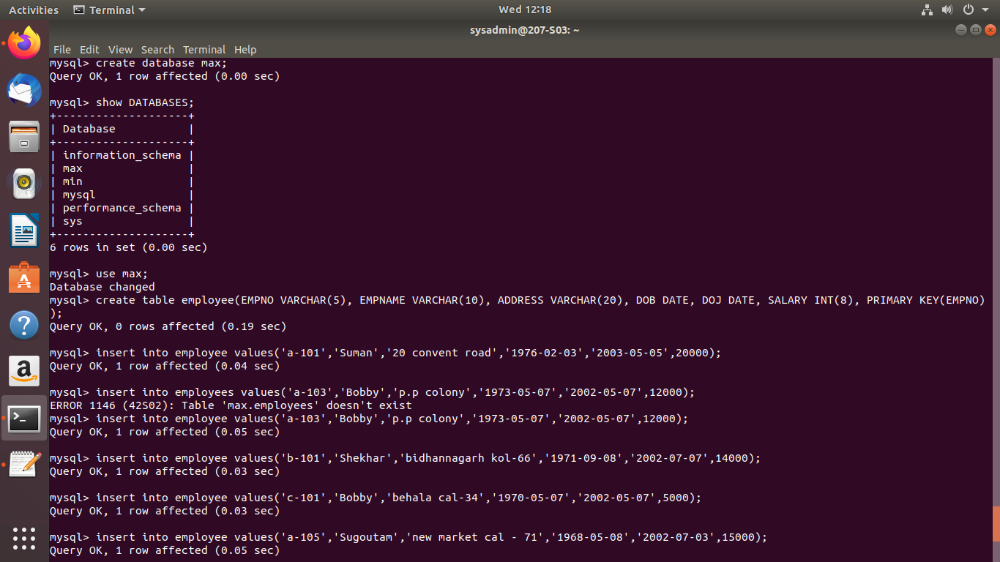 Activities Terminal Wed 12:18
sysadmin@207-S03: ~
File Edit View Search Terminal Help
mysql> create database max;
Query OK, 1 row affected (0.00 sec)
mysql> show DATABASES;
+--------------------+
| Database           |
+--------------------+
| information_schema |
| max                |
| min                |
| mysql              |
| performance_schema |
| sys                |
+--------------------+
6 rows in set (0.00 sec)
mysql> use max;
Database changed
mysql> create table employee(EMPNO VARCHAR(5), EMPNAME VARCHAR(10), ADDRESS VARCHAR(20), DOB DATE, DOJ DATE, SALARY INT(8), PRIMARY KEY(EMPNO)
);
Query OK, 0 rows affected (0.19 sec)
mysql> insert into employee values('a-101','Suman','20 convent road','1976-02-03','2003-05-05',20000);
Query OK, 1 row affected (0.04 sec)
mysql> insert into employees values('a-103','Bobby','p.p colony','1973-05-07','2002-05-07',12000);
ERROR 1146 (42S02): Table 'max.employees' doesn't exist
mysql> insert into employee values('a-103','Bobby','p.p colony','1973-05-07','2002-05-07',12000);
Query OK, 1 row affected (0.05 sec)
mysql> insert into employee values('b-101','Shekhar','bidhannagarh kol-66','1971-09-08','2002-07-07',14000);
Query OK, 1 row affected (0.03 sec)
mysql> insert into employee values('c-101','Bobby','behala cal-34','1970-05-07','2002-05-07',5000);
Query OK, 1 row affected (0.03 sec)
mysql> insert into employee values('a-105','Sugoutam','new market cal - 71','1968-05-08','2002-07-03',15000);
Query OK, 1 row affected (0.05 sec)